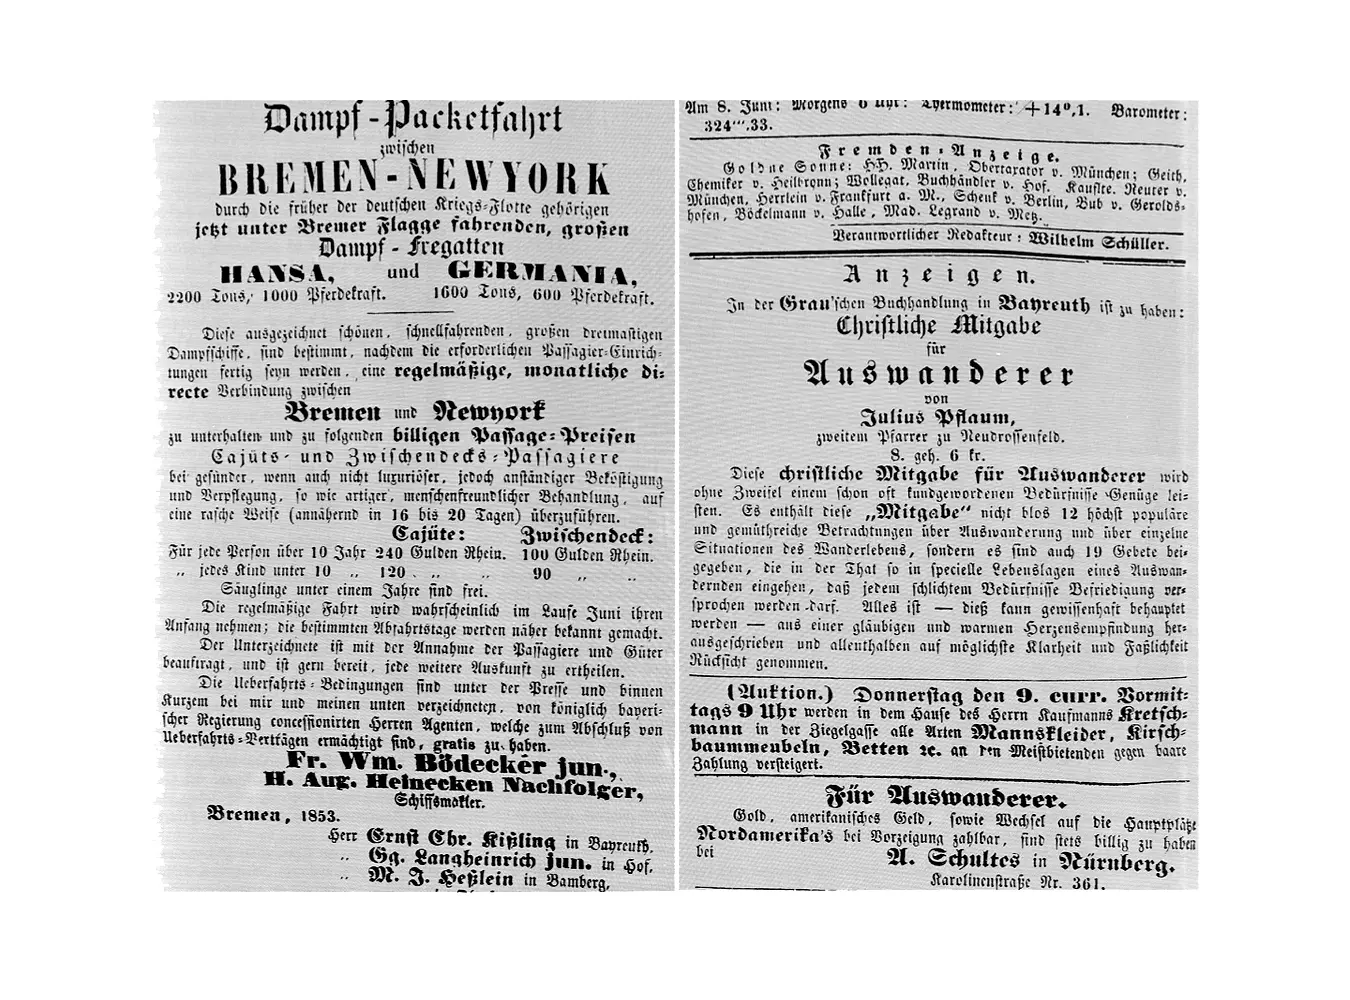 Dampf-Packetfahrt
zwischen
BREMEN-NEWYORK
durch die früher der deutschen Kriegs-Flotte gehörigen
jetzt unter Bremer Flagge fahrenden, großen
Dampf-Fregatten
HANSA, und GERMANIA,
2200 Tons, 1000 Pferdekraft. 1600 Tons, 600 Pferdekraft.
Diese ausgezeichnet schönen, schnellfahrenden, großen dreimastigen
Dampfschiffe, sind bestimmt, nachdem die erforderlichen Passagier-Einrich-
tungen fertig seyn werden, eine regelmäßige, monatliche di-
recte Verbindung zwischen
Bremen und Newyork
zu unterhalten und zu folgenden billigen Passage-Preisen
Cajüts- und Zwischendecks-Passagiere
bei gesunder, wenn auch nicht luxuriöser, jedoch anständiger Beköstigung
und Verpflegung, so wie artiger, menschenfreundlicher Behandlung, auf
eine rasche Weise (annähernd in 16 bis 20 Tagen) überzuführen.
Cajüte: Zwischendeck:
Für jede Person über 10 Jahr 240 Gulden Rhein. 100 Gulden Rhein.
„ jedes Kind unter 10 „ 120 „ „ 90 „ „
Säuglinge unter einem Jahre sind frei.
Die regelmäßige Fahrt wird wahrscheinlich im Laufe Juni ihren
Anfang nehmen; die bestimmten Abfahrtstage werden näher bekannt gemacht.
Der Unterzeichnete ist mit der Annahme der Passagiere und Güter
beauftragt, und ist gern bereit, jede weitere Auskunft zu ertheilen.
Die Ueberfahrts-Bedingungen sind unter der Presse und binnen
Kurzem bei mir und meinen unten verzeichneten, von königlich bayeri-
scher Regierung concessionirten Herren Agenten, welche zum Abschluß von
Ueberfahrts-Verträgen ermächtigt sind, gratis zu haben.
Fr. Wm. Bödecker jun.,
H. Aug. Heinecken Nachfolger,
Schiffsmakler.
Bremen, 1853.
Herr Ernst Chr. Kißling in Bayreuth.
„ Gg. Langheinrich jun. in Hof.
„ M. J. Heßlein in Bamberg.
Am 8. Juni: Morgens 6 Uhr: Thermometer: +14°,1. Barometer:
324''',33.
Fremden-Anzeige.
Goldne Sonne: HH. Martin, Obertarator v. München; Geith,
Chemiker v. Heilbronn; Wollegat, Buchhändler v. Hof. Kauflte. Reuter v.
München, Herrlein v. Frankfurt a. M., Schenk v. Berlin, Bub v. Gerolds-
hofen, Böckelmann v. Halle, Mad. Legrand v. Metz.
Verantwortlicher Redakteur: Wilhelm Schüller.
Anzeigen.
In der Grau'schen Buchhandlung in Bayreuth ist zu haben:
Christliche Mitgabe
für
Auswanderer
von
Julius Pflaum,
zweitem Pfarrer zu Neudrossenfeld.
8. geh. 6 kr.
Diese christliche Mitgabe für Auswanderer wird
ohne Zweifel einem schon oft kundgewordenen Bedürfnisse Genüge lei-
sten. Es enthält diese „Mitgabe“ nicht blos 12 höchst populäre
und gemüthreiche Betrachtungen über Auswanderung und über einzelne
Situationen des Wanderlebens, sondern es sind auch 19 Gebete bei-
gegeben, die in der That so in specielle Lebenslagen eines Auswan-
dernden eingehen, daß jedem schlichtem Bedürfnisse Befriedigung ver-
sprochen werden darf. Alles ist — dieß kann gewissenhaft behauptet
werden — aus einer gläubigen und warmen Herzensempfindung her-
ausgeschrieben und allenthalben auf möglichste Klarheit und Faßlichkeit
Rücksicht genommen.
(Auktion.) Donnerstag den 9. curr. Vormit-
tags 9 Uhr werden in dem Hause des Herrn Kaufmanns Kretsch-
mann in der Ziegelgasse alle Arten Mannskleider, Kirsch-
baummeubeln, Betten ꝛc. an den Meistbietenden gegen baare
Zahlung versteigert.
Für Auswanderer.
Gold, amerikanisches Geld, sowie Wechsel auf die Hauptplätze
Nordamerika's bei Vorzeigung zahlbar, sind stets billig zu haben
bei A. Schultes in Nürnberg.
Karolinenstraße Nr. 361.